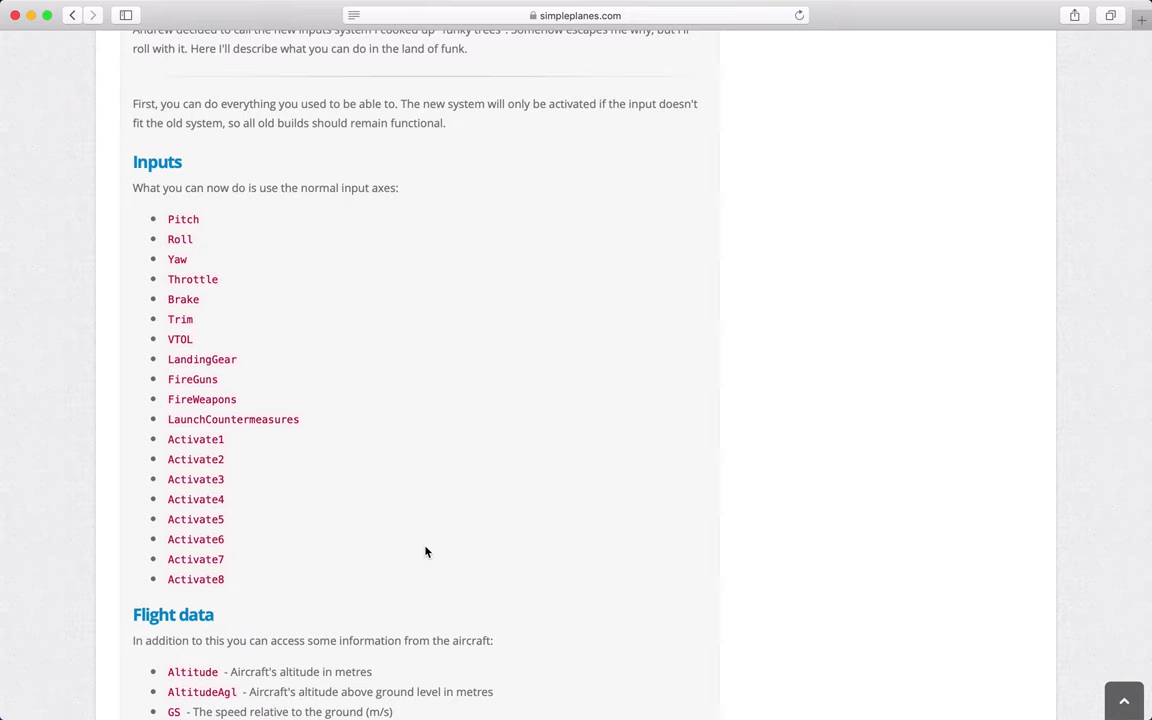 simpleplanes.com
Andrew decided to call the new inputs system I cooked up "funky trees". Somehow escapes me why, but I'll
roll with it. Here I'll describe what you can do in the land of funk.
First, you can do everything you used to be able to. The new system will only be activated if the input doesn't
fit the old system, so all old builds should remain functional.
Inputs
What you can now do is use the normal input axes:
Pitch
Roll
Yaw
Throttle
Brake
Trim
VTOL
LandingGear
FireGuns
FireWeapons
LaunchCountermeasures
Activate1
Activate2
Activate3
Activate4
Activate5
Activate6
Activate7
Activate8
Flight data
In addition to this you can access some information from the aircraft:
Altitude - Aircraft's altitude in metres
AltitudeAgl - Aircraft's altitude above ground level in metres
GS - The speed relative to the ground (m/s)